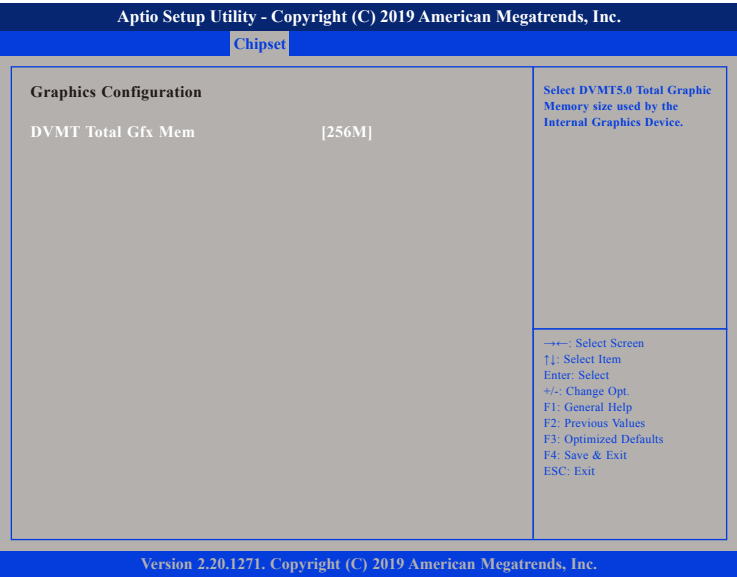 Aptio Setup Utility - Copyright (C) 2019 American Megatrends, Inc.
Chipset
Graphics Configuration
DVMT Total Gfx Mem [256M]
Select DVMT5.0 Total Graphic
Memory size used by the
Internal Graphics Device.
→←: Select Screen
↑↓: Select Item
Enter: Select
+/-: Change Opt.
F1: General Help
F2: Previous Values
F3: Optimized Defaults
F4: Save & Exit
ESC: Exit
Version 2.20.1271. Copyright (C) 2019 American Megatrends, Inc.